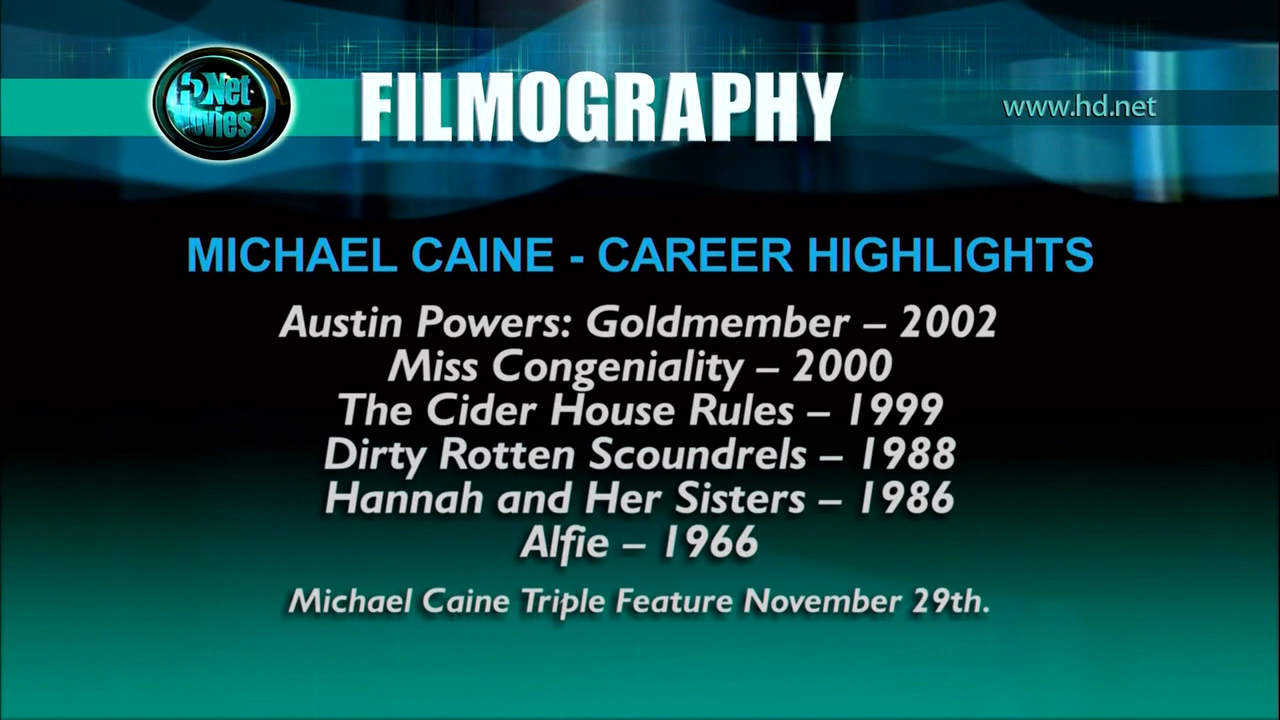 HDNet
Movies
FILMOGRAPHY
www.hd.net
MICHAEL CAINE - CAREER HIGHLIGHTS
Austin Powers: Goldmember – 2002
Miss Congeniality – 2000
The Cider House Rules – 1999
Dirty Rotten Scoundrels – 1988
Hannah and Her Sisters – 1986
Alfie – 1966
Michael Caine Triple Feature November 29th.